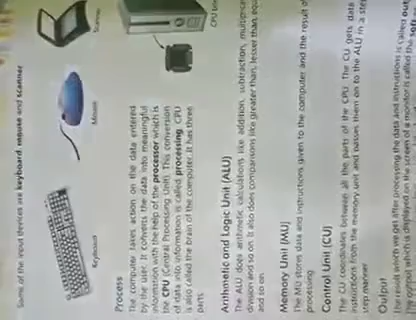 Some of the input devices are keyboard, mouse and scanner
Keyboard
Mouse
Scanner
Process
The computer takes action on the data entered
by the user. It converts the data into meaningful
information with the help of the processor which is
the CPU (Central Processing Unit). This conversion
of data into information is called processing. CPU
is also called the brain of the computer. It has three
parts
CPU
Arithmetic and Logic Unit (ALU)
The ALU does arithmetic calculations like addition, subtraction,
division and so on. It also does comparisons like greater than, lesser than,
and so on
Memory Unit (MU)
The MU stores data and instructions given to the computer and the result of
processing
Control Unit (CU)
The CU coordinates between all the parts of the CPU. The CU gets data
instructions from the memory unit and passes them on to the ALU in a step
step manner
Output
The result which we get after processing the data and instructions is called
The output which is displayed on the screen of a monitor is called the